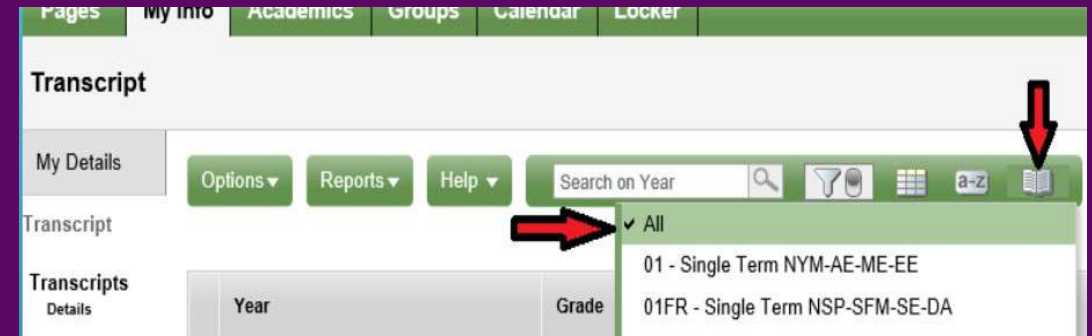 Pages My Info Academics Groups Calendar Locker
Transcript
My Details
Options Reports Help Search on Year a-z
Transcript
✓ All
01 - Single Term NYM-AE-ME-EE
Transcripts
Details
Year Grade 01FR - Single Term NSP-SFM-SE-DA